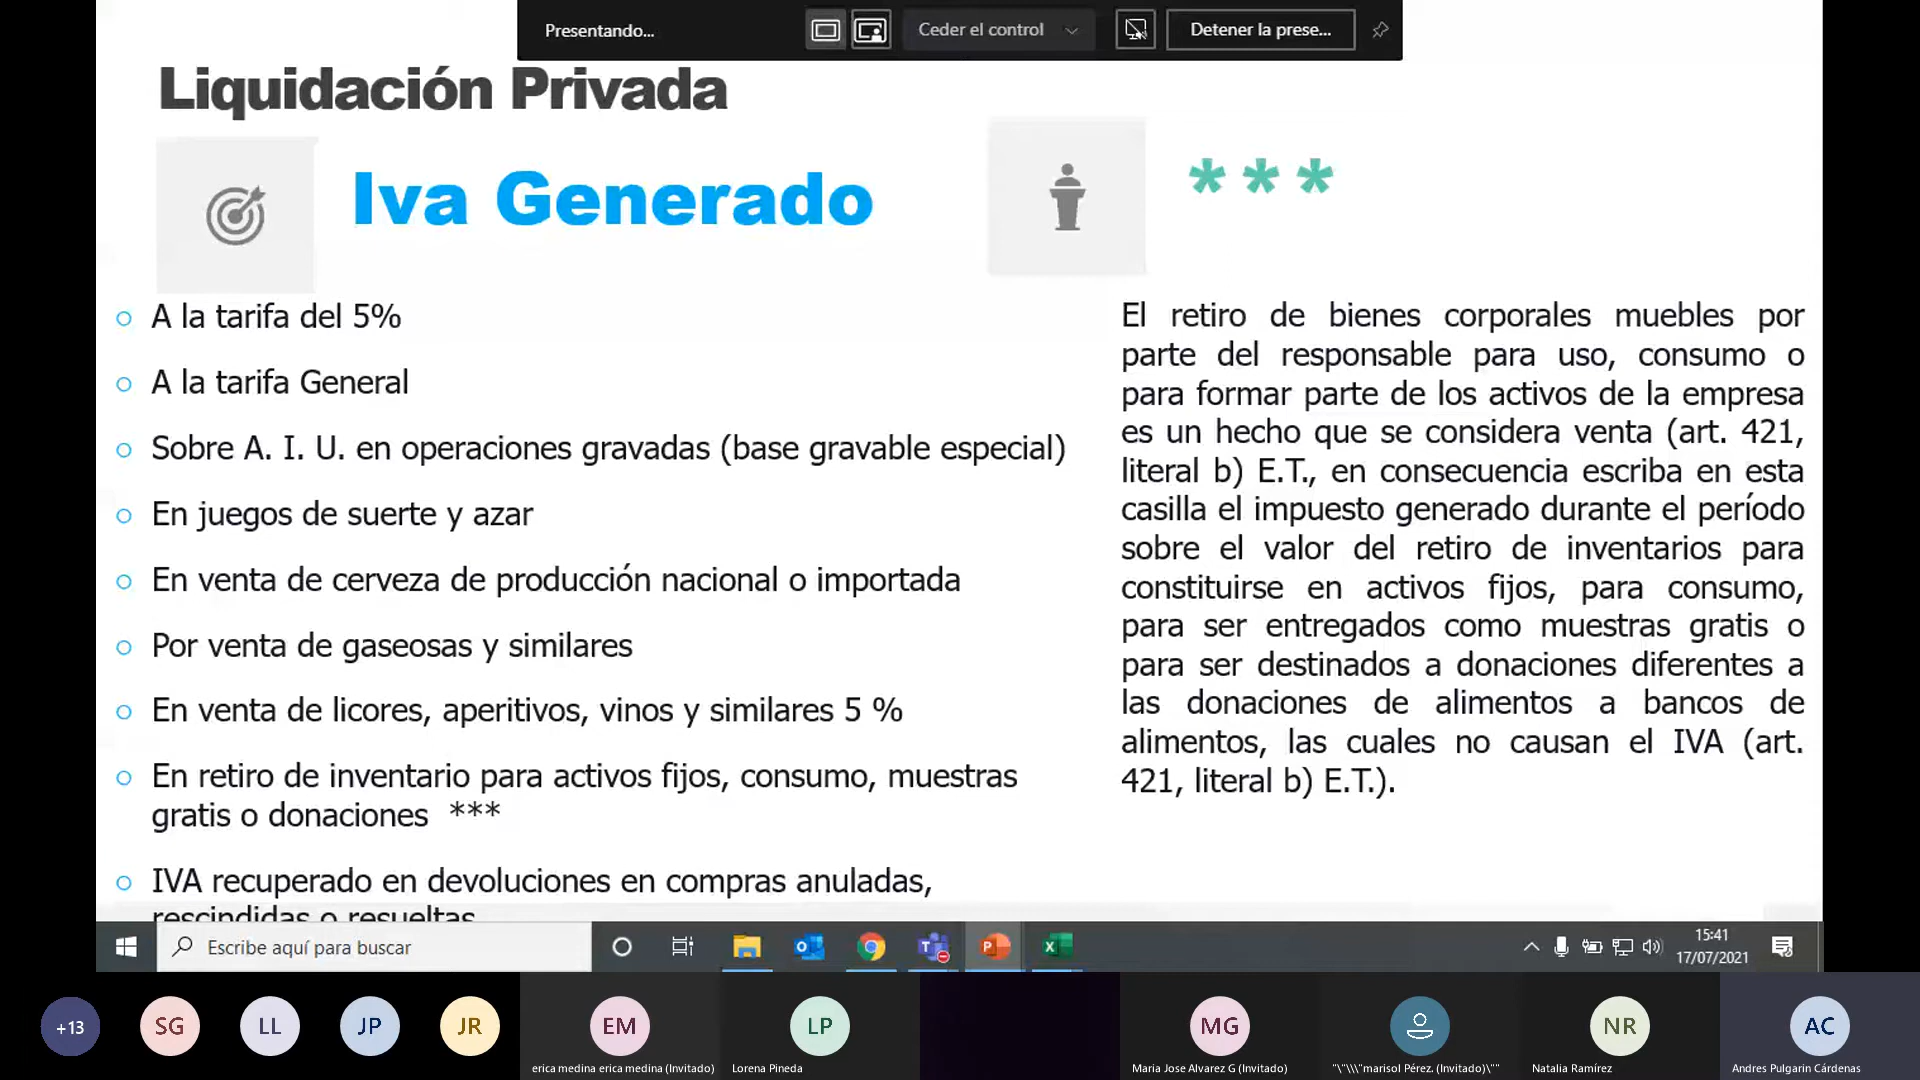 Presentando...
Ceder el control
Detener la prese...
Liquidación Privada
Iva Generado
***
A la tarifa del 5%
A la tarifa General
Sobre A. I. U. en operaciones gravadas (base gravable especial)
En juegos de suerte y azar
En venta de cerveza de producción nacional o importada
Por venta de gaseosas y similares
En venta de licores, aperitivos, vinos y similares 5 %
En retiro de inventario para activos fijos, consumo, muestras
gratis o donaciones ***
IVA recuperado en devoluciones en compras anuladas,
rescindidas o resueltas
El retiro de bienes corporales muebles por
parte del responsable para uso, consumo o
para formar parte de los activos de la empresa
es un hecho que se considera venta (art. 421,
literal b) E.T., en consecuencia escriba en esta
casilla el impuesto generado durante el período
sobre el valor del retiro de inventarios para
constituirse en activos fijos, para consumo,
para ser entregados como muestras gratis o
para ser destinados a donaciones diferentes a
las donaciones de alimentos a bancos de
alimentos, las cuales no causan el IVA (art.
421, literal b) E.T.).
Escribe aquí para buscar
15:41
17/07/2021
+13
SG
LL
JP
JR
EM
LP
MG
NR
AC
erica medina erica medina (Invitado)
Lorena Pineda
Maria Jose Alvarez G (Invitado)
"\"\\\"marisol Pérez. (Invitado)\""
Natalia Ramírez
Andres Pulgarin Cárdenas